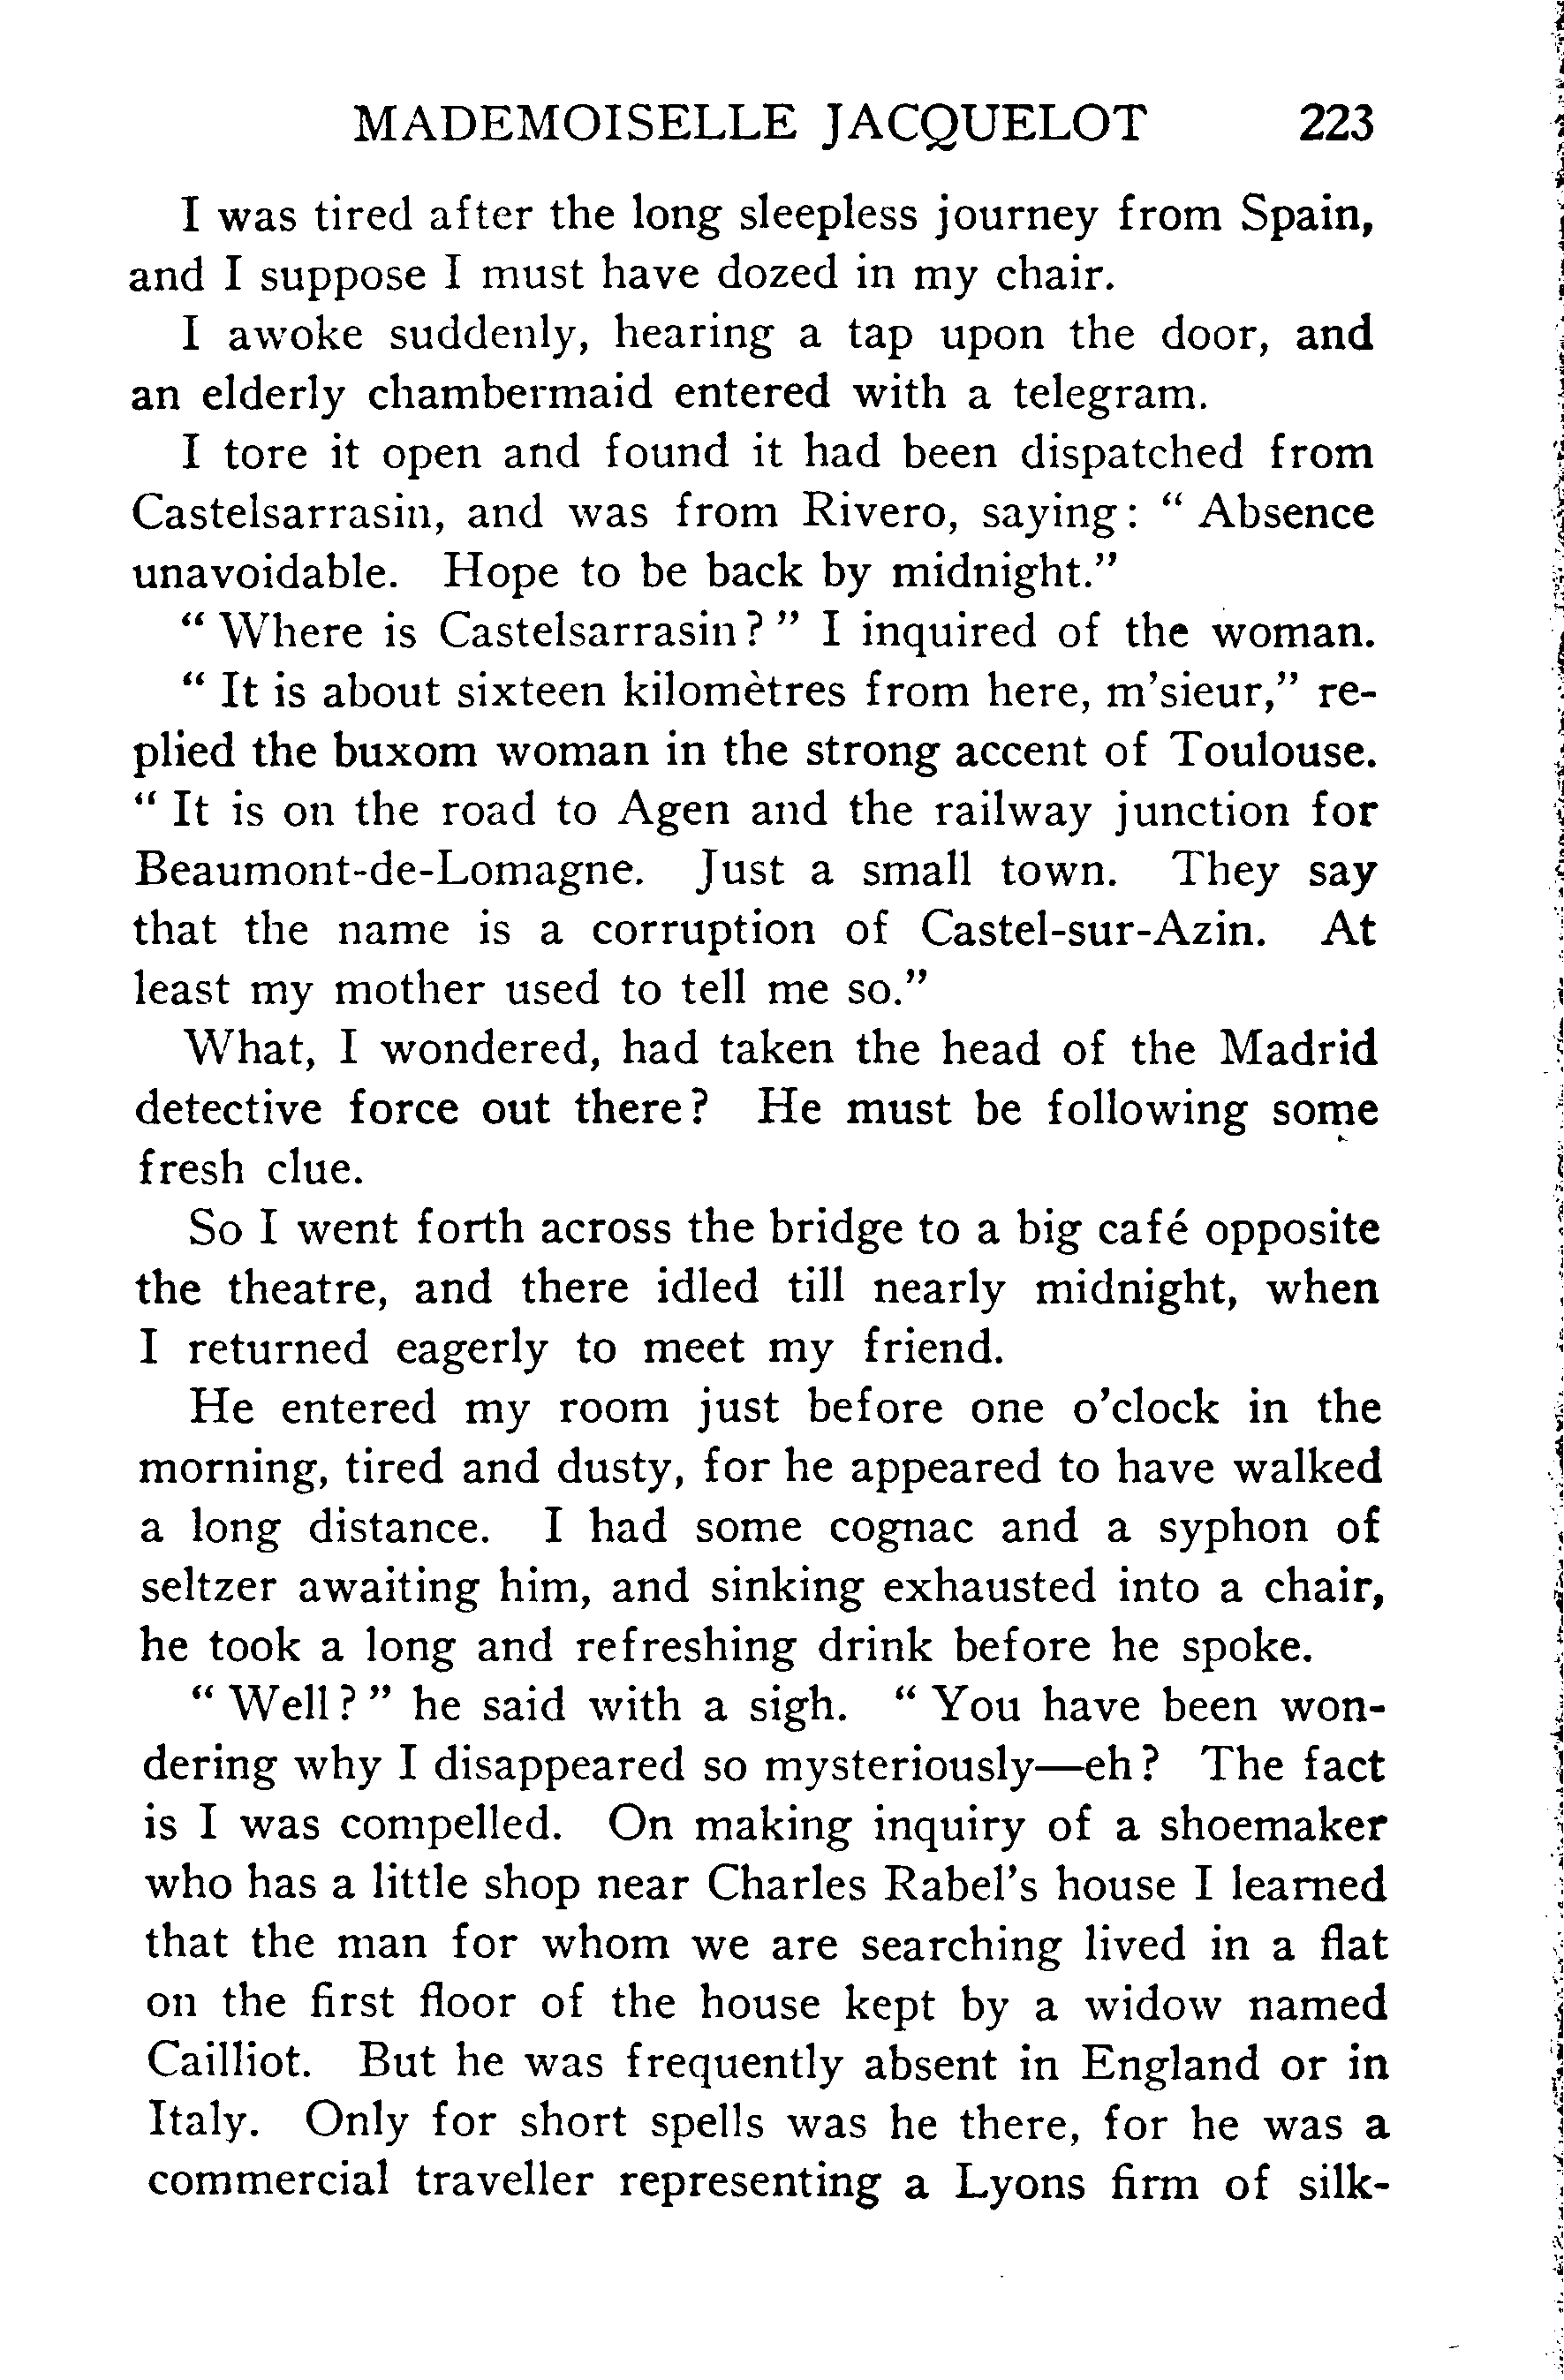 MADEMOISELLE JACQUELOT 223
I was tired after the long sleepless journey from Spain,
and I suppose I must have dozed in my chair.
I awoke suddenly, hearing a tap upon the door, and
an elderly chambermaid entered with a telegram.
I tore it open and found it had been dispatched from
Castelsarrasin, and was from Rivero, saying: “ Absence
unavoidable. Hope to be back by midnight.”
“ Where is Castelsarrasin? ” I inquired of the woman.
“ It is about sixteen kilomètres from here, m’sieur,” re-
plied the buxom woman in the strong accent of Toulouse.
“ It is on the road to Agen and the railway junction for
Beaumont-de-Lomagne. Just a small town. They say
that the name is a corruption of Castel-sur-Azin. At
least my mother used to tell me so.”
What, I wondered, had taken the head of the Madrid
detective force out there? He must be following some
fresh clue.
So I went forth across the bridge to a big café opposite
the theatre, and there idled till nearly midnight, when
I returned eagerly to meet my friend.
He entered my room just before one o’clock in the
morning, tired and dusty, for he appeared to have walked
a long distance. I had some cognac and a syphon of
seltzer awaiting him, and sinking exhausted into a chair,
he took a long and refreshing drink before he spoke.
“ Well? ” he said with a sigh. “ You have been won-
dering why I disappeared so mysteriously—eh? The fact
is I was compelled. On making inquiry of a shoemaker
who has a little shop near Charles Rabel’s house I learned
that the man for whom we are searching lived in a flat
on the first floor of the house kept by a widow named
Cailliot. But he was frequently absent in England or in
Italy. Only for short spells was he there, for he was a
commercial traveller representing a Lyons firm of silk-